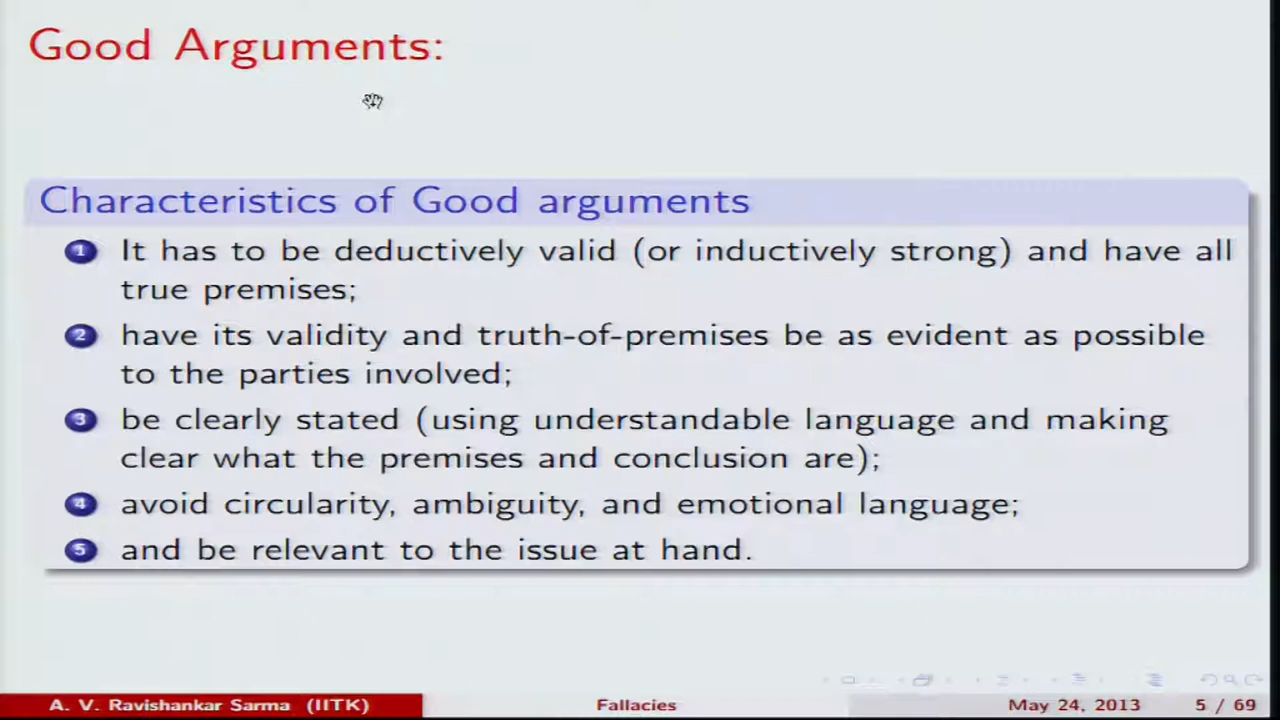 Good Arguments:
Characteristics of Good arguments
1 It has to be deductively valid (or inductively strong) and have all
true premises;
2 have its validity and truth-of-premises be as evident as possible
to the parties involved;
3 be clearly stated (using understandable language and making
clear what the premises and conclusion are);
4 avoid circularity, ambiguity, and emotional language;
5 and be relevant to the issue at hand.
A. V. Ravishankar Sarma (IITK) Fallacies May 24, 2013 5 / 69